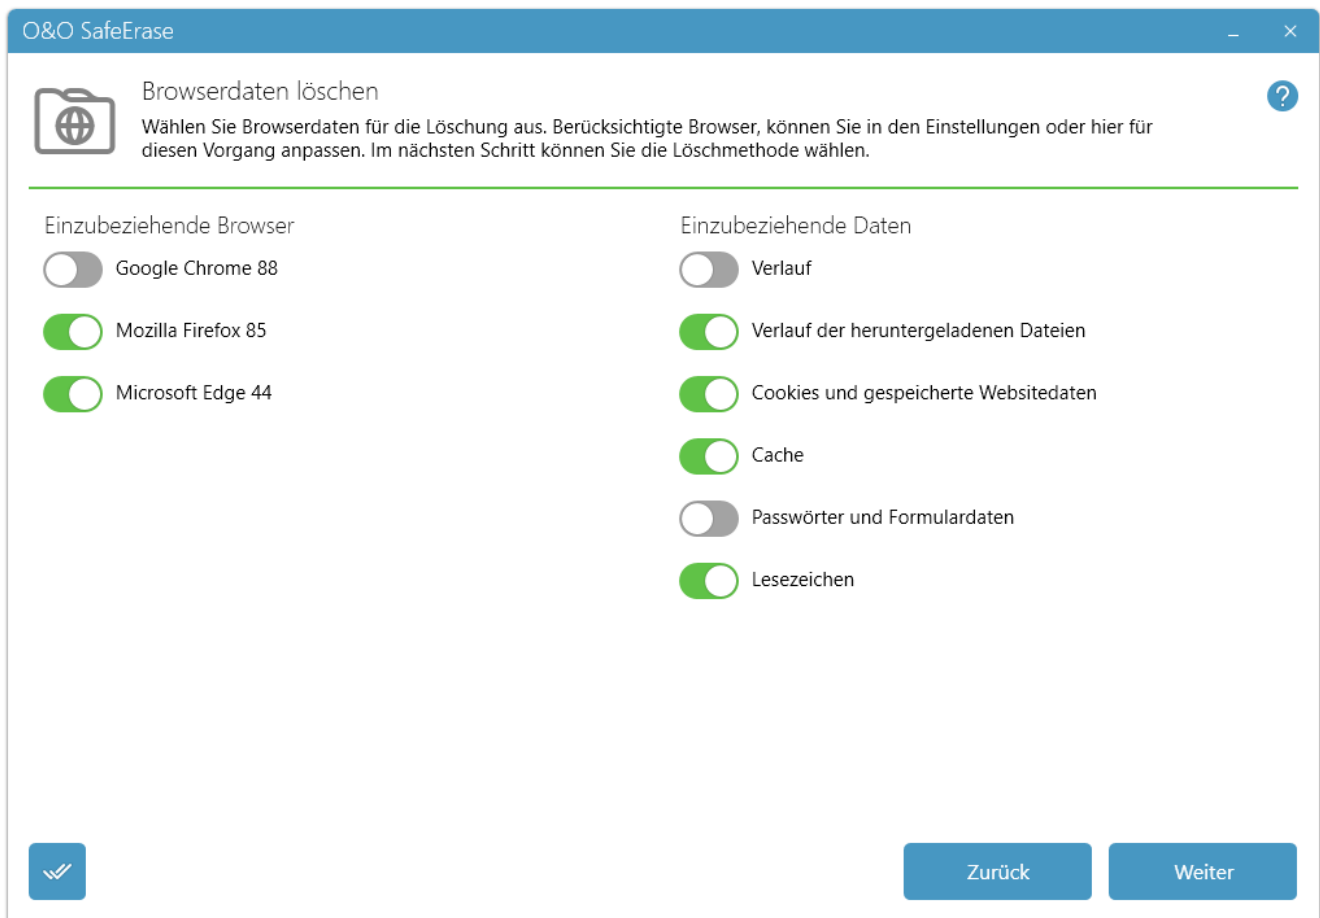 O&O SafeErase
Browserdaten löschen
Wählen Sie Browserdaten für die Löschung aus. Berücksichtigte Browser, können Sie in den Einstellungen oder hier für
diesen Vorgang anpassen. Im nächsten Schritt können Sie die Löschmethode wählen.
Einzubeziehende Browser
Google Chrome 88
Mozilla Firefox 85
Microsoft Edge 44
Einzubeziehende Daten
Verlauf
Verlauf der heruntergeladenen Dateien
Cookies und gespeicherte Websitedaten
Cache
Passwörter und Formulardaten
Lesezeichen
Zurück
Weiter